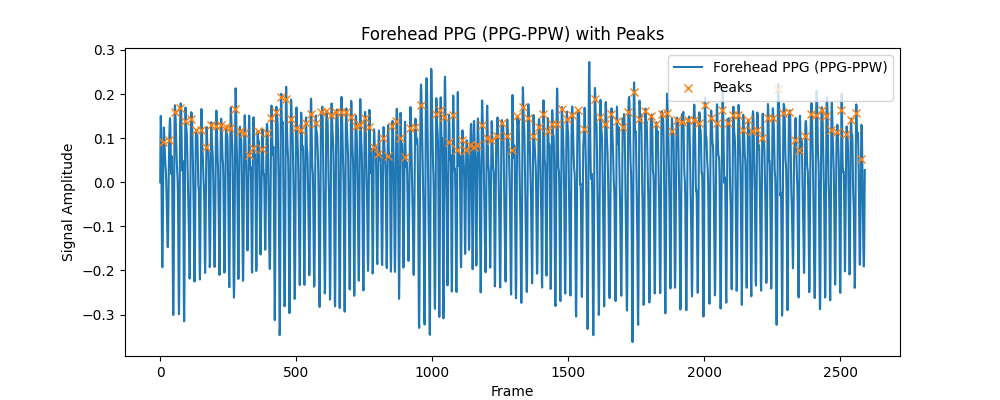 Forehead PPG (PPG-PPW) with Peaks
Forehead PPG (PPG-PPW)
Peaks
0.3
0.2
0.1
0.0
−0.1
−0.2
−0.3
Signal Amplitude
0 500 1000 1500 2000 2500
Frame